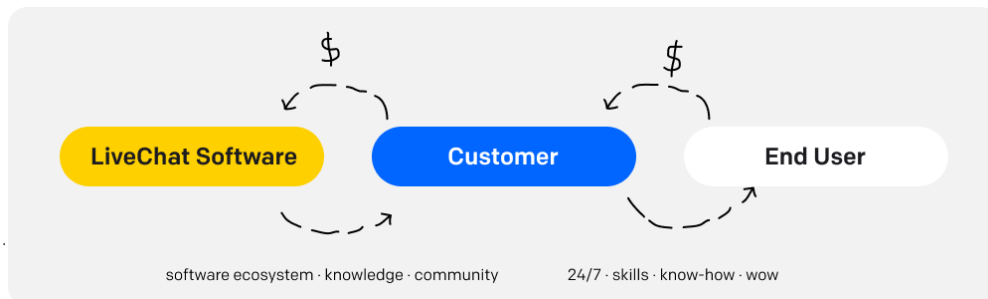 $ $
LiveChat Software Customer End User
software ecosystem · knowledge · community 24/7 · skills · know-how · wow